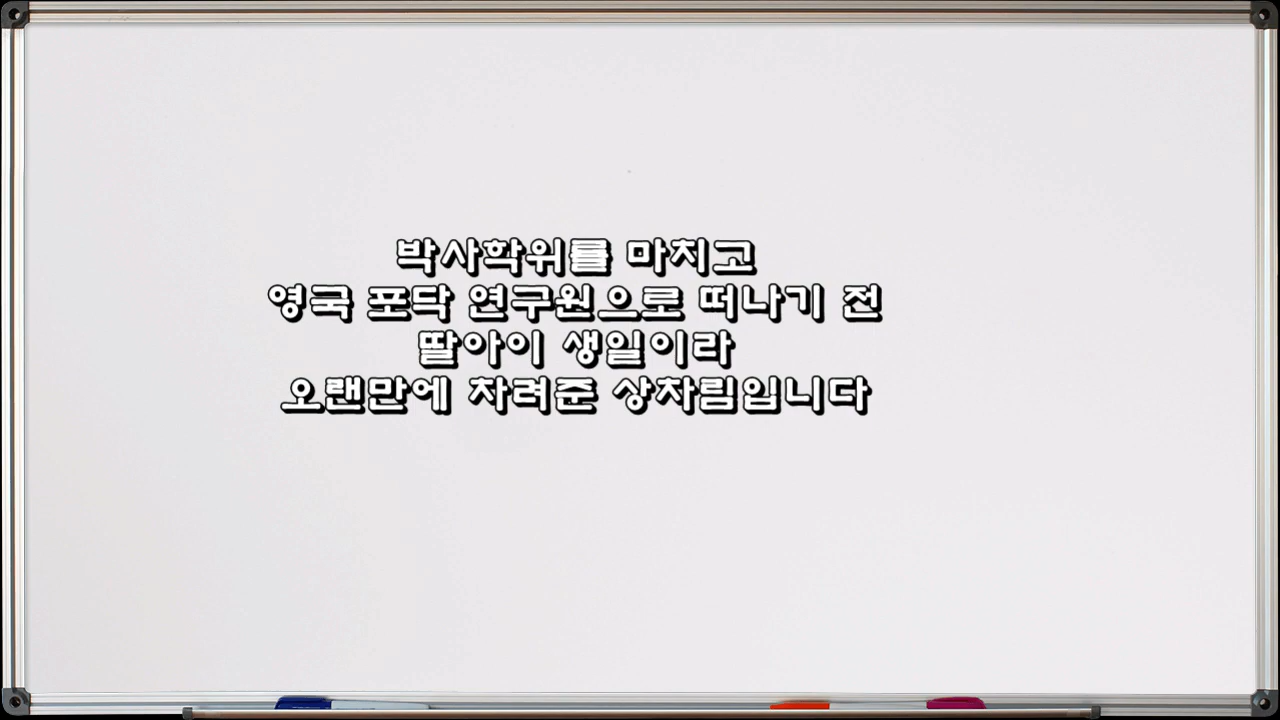 박사학위를 마치고
영국 포닥 연구원으로 떠나기 전
딸아이 생일이라
오랜만에 차려준 상차림입니다